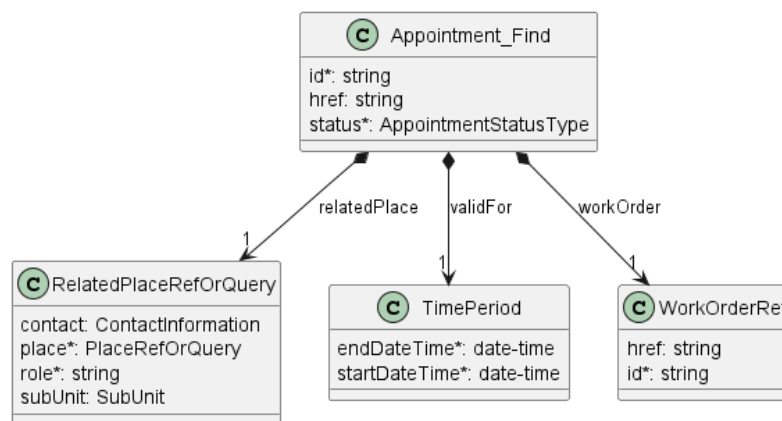 C Appointment_Find
id*: string
href: string
status*: AppointmentStatusType
relatedPlace
validFor
workOrder
1
1
1
C RelatedPlaceRefOrQuery
contact: ContactInformation
place*: PlaceRefOrQuery
role*: string
subUnit: SubUnit
C TimePeriod
endDateTime*: date-time
startDateTime*: date-time
C WorkOrderRef
href: string
id*: string